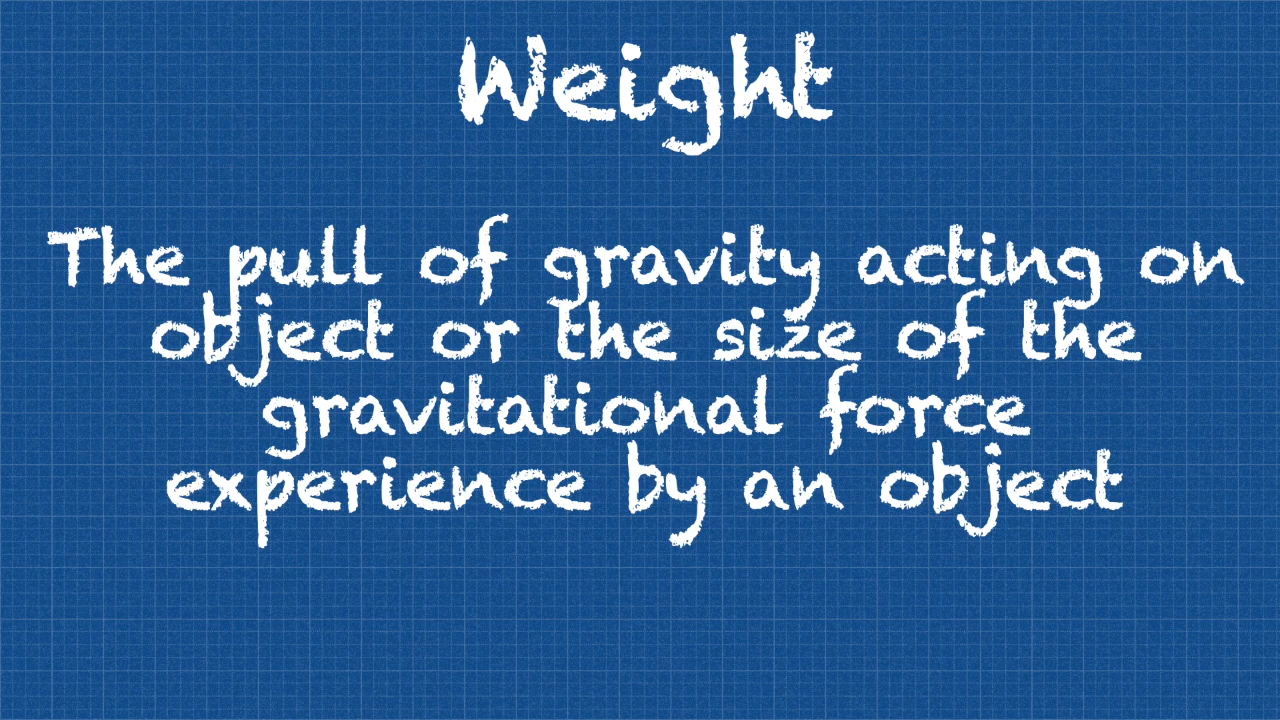 Weight
The pull of gravity acting on
object or the size of the
gravitational force
experience by an object